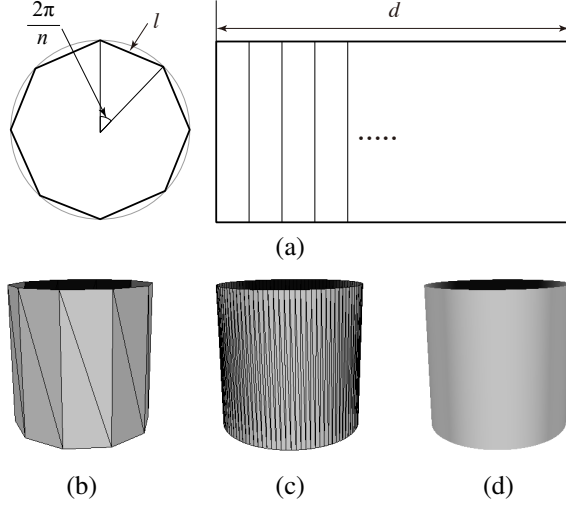 2π
n
l
d
.....
(a)
(b) (c) (d)